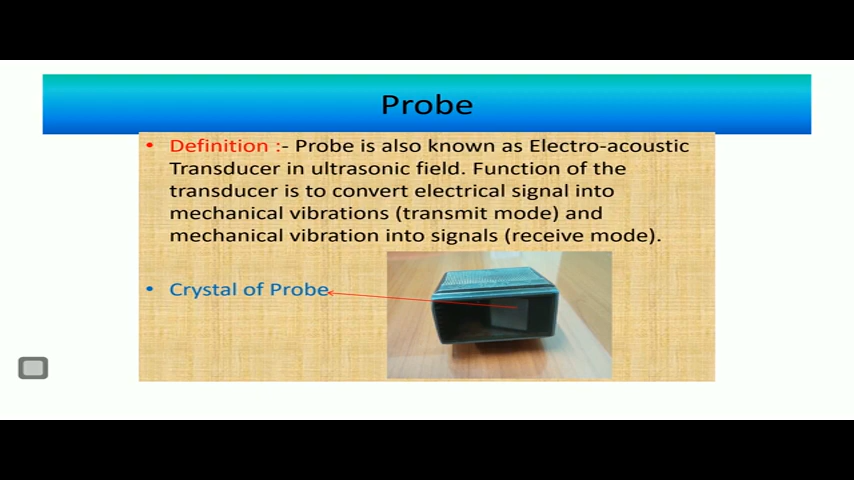 Probe
• Definition :- Probe is also known as Electro-acoustic
Transducer in ultrasonic field. Function of the
transducer is to convert electrical signal into
mechanical vibrations (transmit mode) and
mechanical vibration into signals (receive mode).
• Crystal of Probe